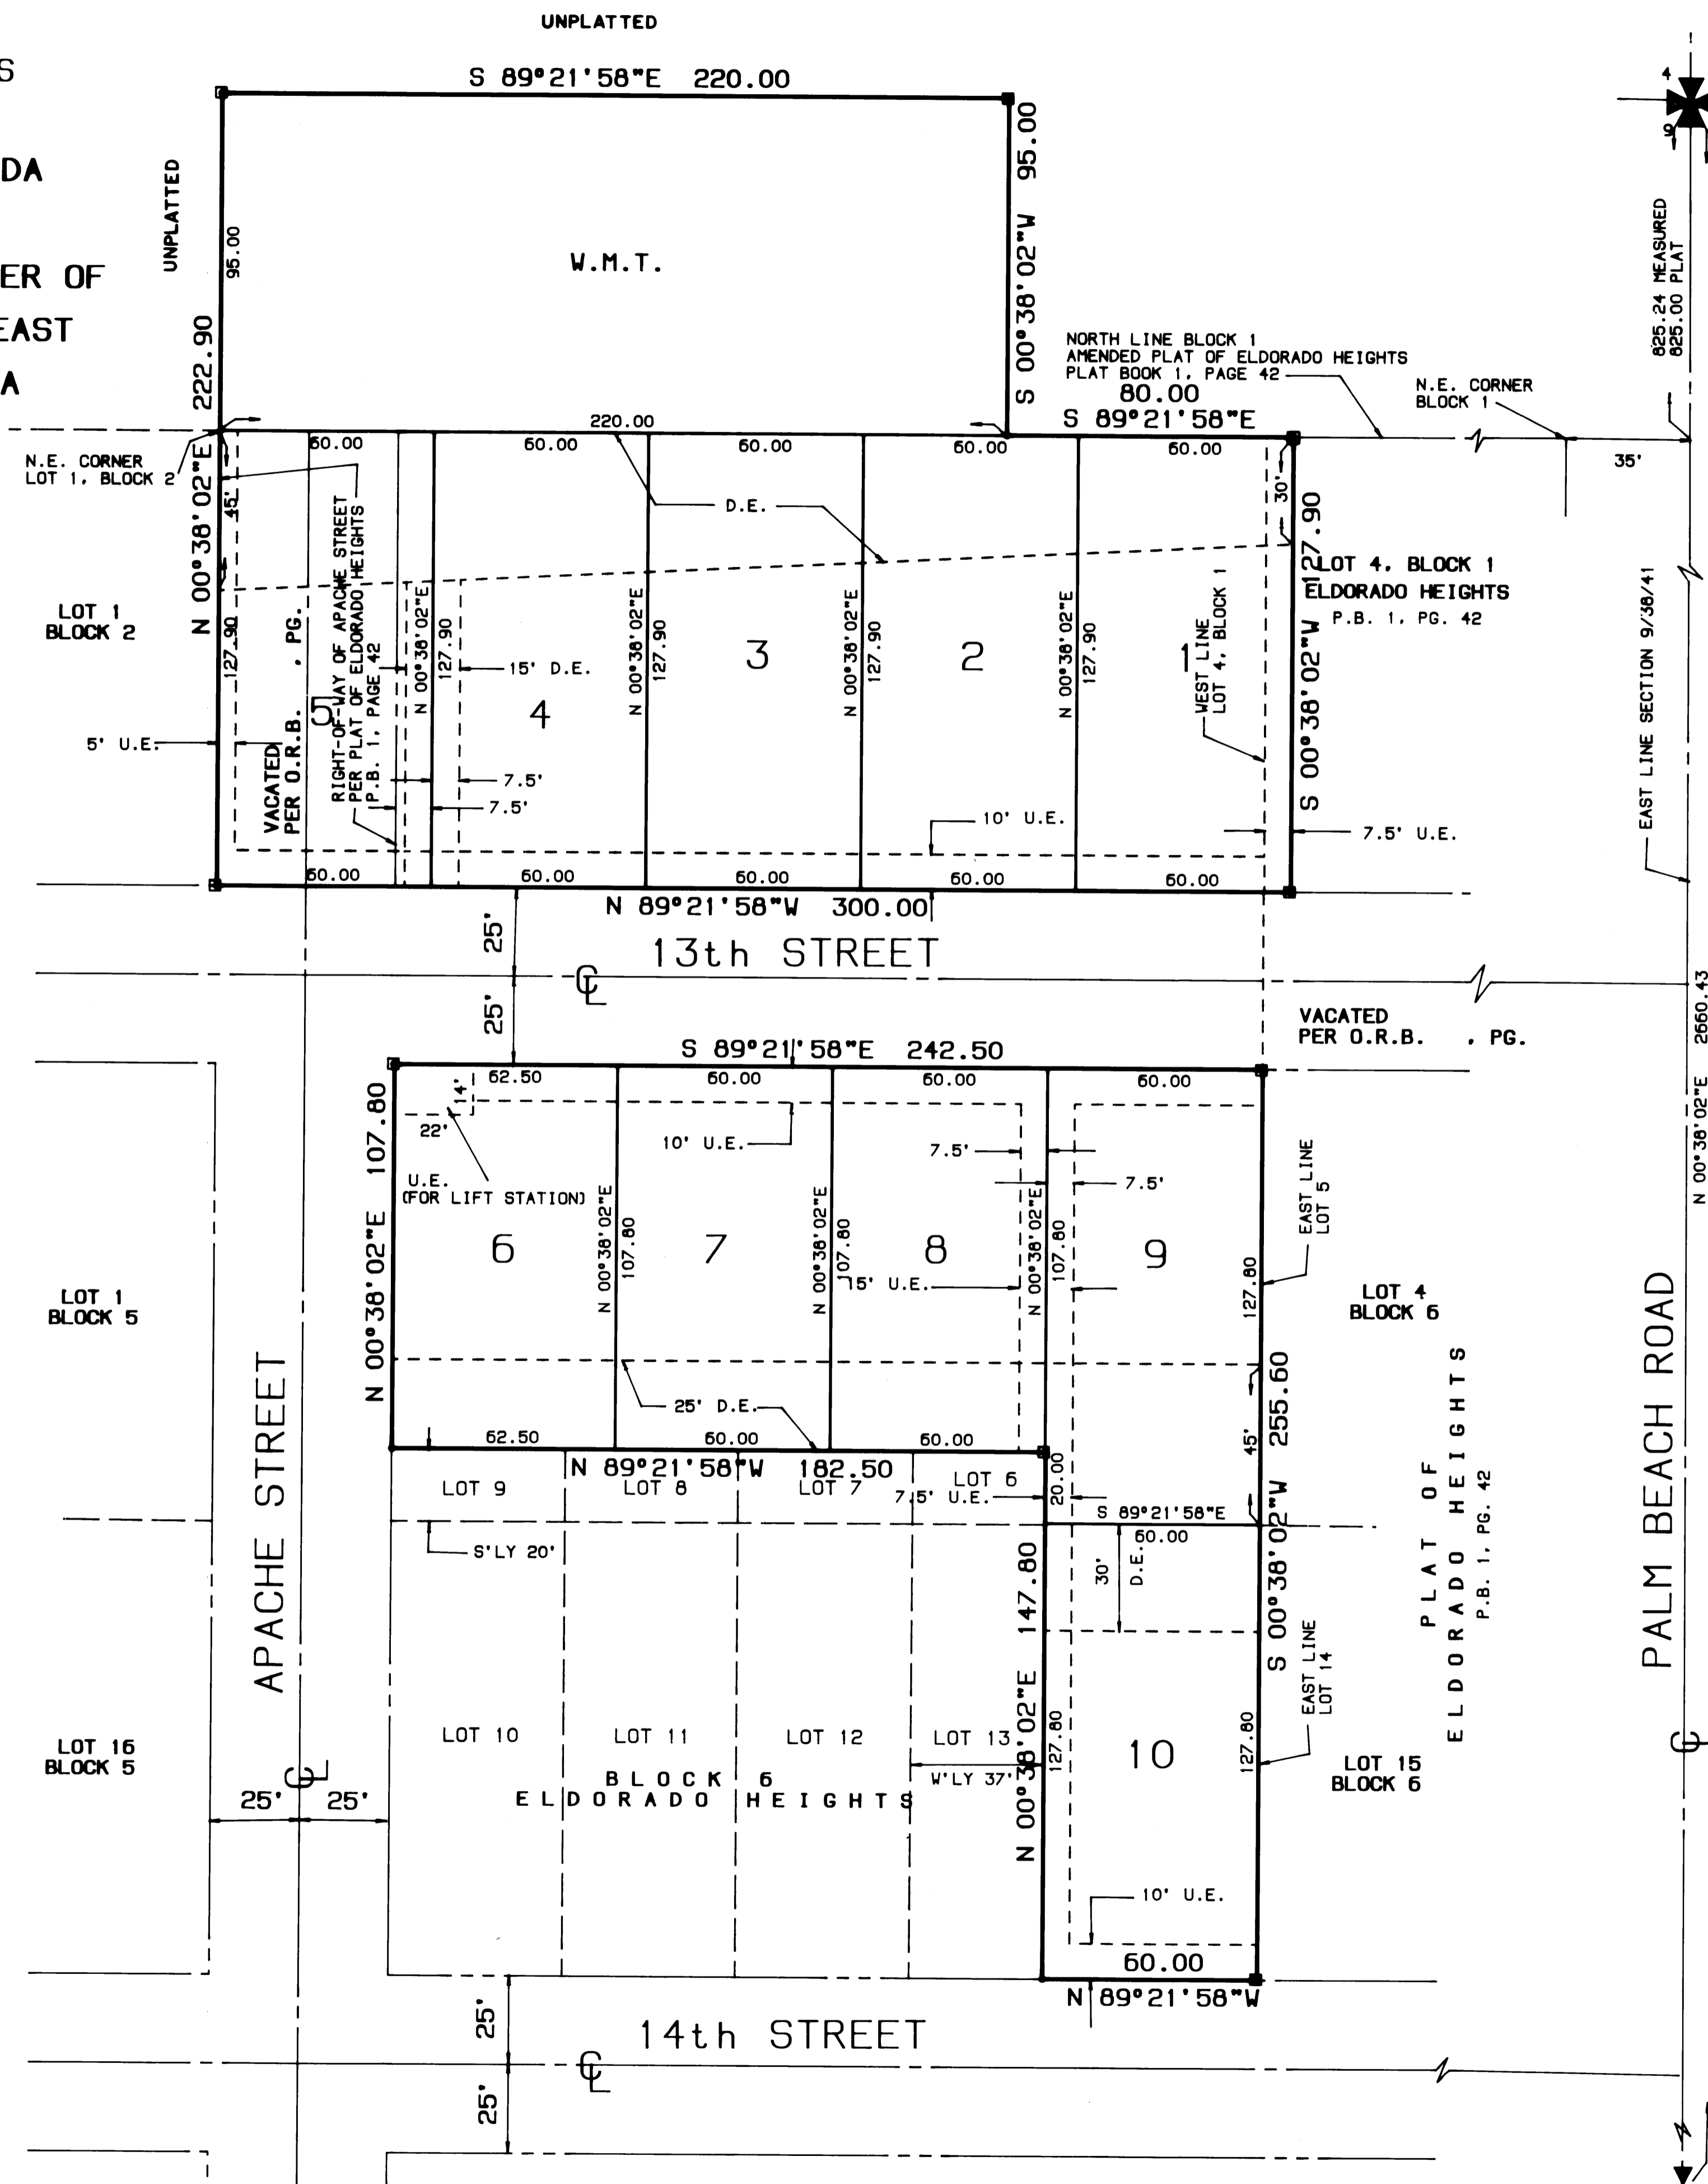 UNPLATTED
S
S 89°21'58"E 220.00
4
9
DA
UNPLATTED
95.00
S 00°38'02"W 95.00
W.M.T.
ER OF
EAST
A
825.24 MEASURED
825.00 PLAT
N 00°38'02"E 222.90
NORTH LINE BLOCK 1
AMENDED PLAT OF ELDORADO HEIGHTS
PLAT BOOK 1, PAGE 42
80.00
S 89°21'58"E
N.E. CORNER
BLOCK 1
35'
220.00
60.00
60.00
60.00
60.00
60.00
N.E. CORNER
LOT 1, BLOCK 2
45'
D.E.
30'
S 00°38'02"W 127.90
LOT 4, BLOCK 1
ELDORADO HEIGHTS
P.B. 1, PG. 42
LOT 1
BLOCK 2
127.90
VACATED
PER O.R.B. , PG.
RIGHT-OF-WAY OF APACHE STREET
PER PLAT OF ELDORADO HEIGHTS
P.B. 1, PAGE 42
N 00°38'02"E
127.90
N 00°38'02"E
127.90
N 00°38'02"E
127.90
N 00°38'02"E
127.90
WEST LINE
LOT 4, BLOCK 1
15' D.E.
5
4
3
2
1
5' U.E.
7.5'
7.5'
10' U.E.
7.5' U.E.
EAST LINE SECTION 9/38/41
60.00
60.00
60.00
60.00
60.00
N 89°21'58"W 300.00
25'
13th STREET
CL
25'
VACATED
PER O.R.B. , PG.
N 00°38'02"E 2660.43
S 89°21'58"E 242.50
62.50
60.00
60.00
60.00
14'
22'
10' U.E.
7.5'
7.5'
U.E.
(FOR LIFT STATION)
N 00°38'02"E 107.80
N 00°38'02"E
107.80
N 00°38'02"E
107.80
N 00°38'02"E
107.80
EAST LINE
LOT 5
6
7
8
9
15' U.E.
127.80
LOT 1
BLOCK 5
LOT 4
BLOCK 6
25' D.E.
45'
S 00°38'02"W 255.60
62.50
60.00
60.00
N 89°21'58"W 182.50
LOT 9
LOT 8
LOT 7
LOT 6
7.5' U.E.
20.00
S 89°21'58"E
60.00
S'LY 20'
30'
D.E.
APACHE STREET
PALM BEACH ROAD
PLAT OF
ELDORADO HEIGHTS
P.B. 1, PG. 42
N 00°38'02"E 147.80
EAST LINE
LOT 14
LOT 10
LOT 11
LOT 12
LOT 13
127.80
10
127.80
W'LY 37'
LOT 16
BLOCK 5
LOT 15
BLOCK 6
CL
CL
BLOCK 6
ELDORADO HEIGHTS
25'
25'
10' U.E.
60.00
N 89°21'58"W
25'
14th STREET
CL
25'